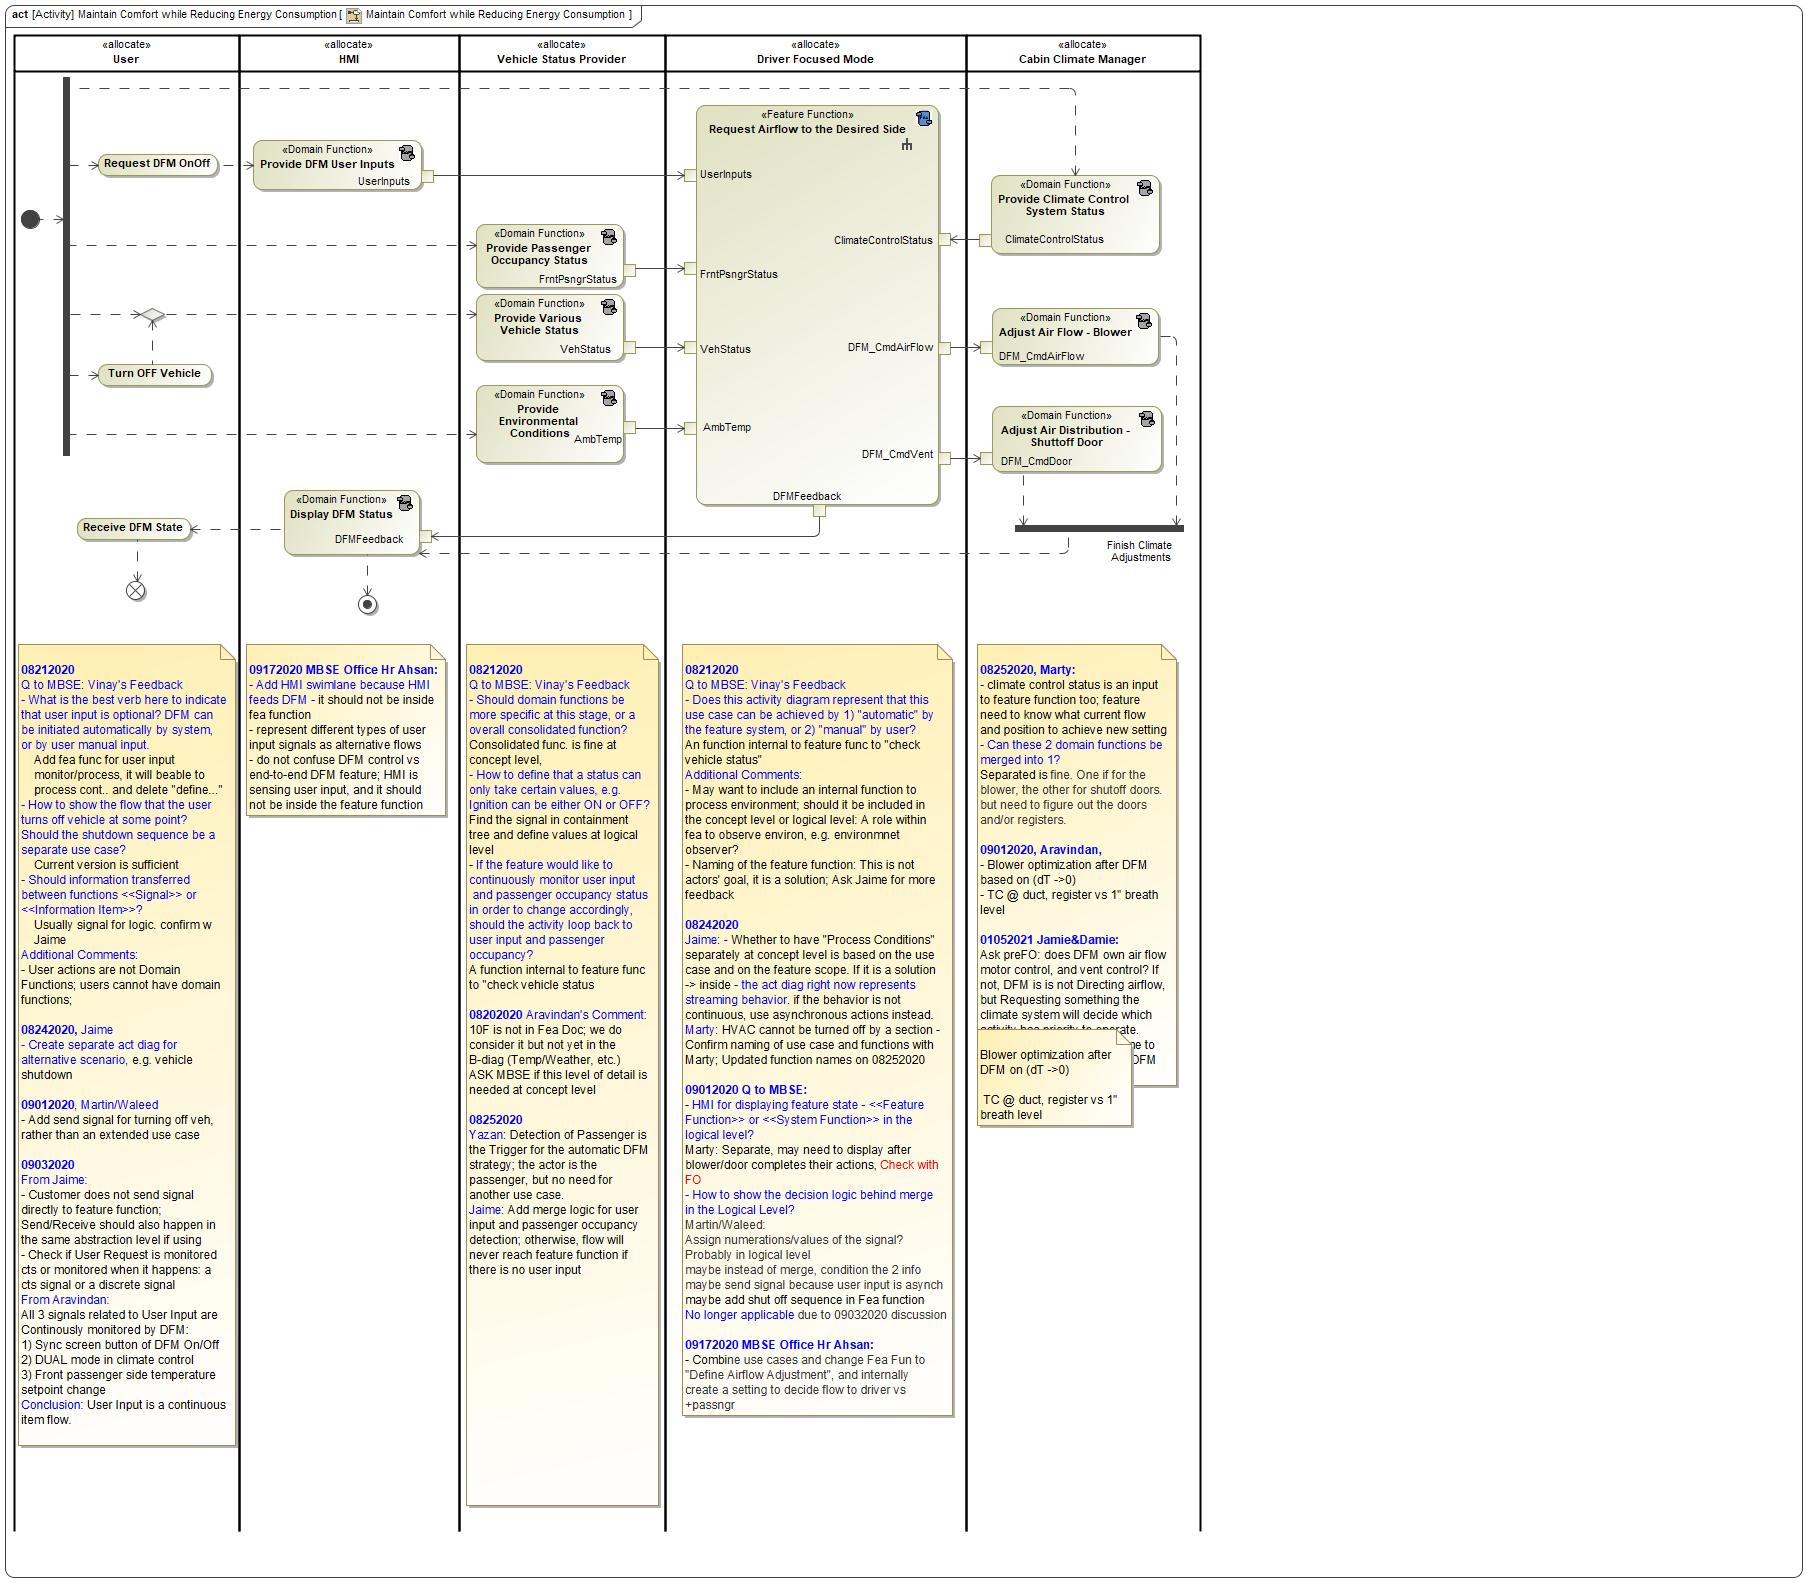 act [Activity] Maintain Comfort while Reducing Energy Consumption [ Maintain Comfort while Reducing Energy Consumption ]
«allocate»
User
«allocate»
HMI
«allocate»
Vehicle Status Provider
«allocate»
Driver Focused Mode
«allocate»
Cabin Climate Manager
Request DFM OnOff
«Domain Function»
Provide DFM User Inputs
UserInputs
«Domain Function»
Provide Passenger
Occupancy Status
FrntPsngrStatus
«Domain Function»
Provide Various
Vehicle Status
VehStatus
Turn OFF Vehicle
«Domain Function»
Provide
Environmental
Conditions
AmbTemp
«Feature Function»
Request Airflow to the Desired Side
UserInputs
ClimateControlStatus
FrntPsngrStatus
VehStatus
DFM_CmdAirFlow
AmbTemp
DFM_CmdVent
DFMFeedback
«Domain Function»
Provide Climate Control
System Status
ClimateControlStatus
«Domain Function»
Adjust Air Flow - Blower
DFM_CmdAirFlow
«Domain Function»
Adjust Air Distribution -
Shuttoff Door
DFM_CmdDoor
Finish Climate
Adjustments
«Domain Function»
Display DFM Status
DFMFeedback
Receive DFM State
08212020
Q to MBSE: Vinay's Feedback
- What is the best verb here to indicate
that user input is optional? DFM can
be initiated automatically by system,
or by user manual input.
Add fea func for user input
monitor/process, it will beable to
process cont.. and delete "define..."
- How to show the flow that the user
turns off vehicle at some point?
Should the shutdown sequence be a
separate use case?
Current version is sufficient
- Should information transferred
between functions <<Signal>> or
<<Information Item>>?
Usually signal for logic. confirm w
Jaime
Additional Comments:
- User actions are not Domain
Functions; users cannot have domain
functions;
08242020, Jaime
- Create separate act diag for
alternative scenario, e.g. vehicle
shutdown
09012020, Martin/Waleed
- Add send signal for turning off veh,
rather than an extended use case
09032020
From Jaime:
- Customer does not send signal
directly to feature function;
Send/Receive should also happen in
the same abstraction level if using
- Check if User Request is monitored
cts or monitored when it happens: a
cts signal or a discrete signal
From Aravindan:
All 3 signals related to User Input are
Continously monitored by DFM:
1) Sync screen button of DFM On/Off
2) DUAL mode in climate control
3) Front passenger side temperature
setpoint change
Conclusion: User Input is a continuous
item flow.
09172020 MBSE Office Hr Ahsan:
- Add HMI swimlane because HMI
feeds DFM - it should not be inside
fea function
- represent different types of user
input signals as alternative flows
- do not confuse DFM control vs
end-to-end DFM feature; HMI is
sensing user input, and it should
not be inside the feature function
08212020
Q to MBSE: Vinay's Feedback
- Should domain functions be
more specific at this stage, or a
overall consolidated function?
Consolidated func. is fine at
concept level,
- How to define that a status can
only take certain values, e.g.
Ignition can be either ON or OFF?
Find the signal in containment
tree and define values at logical
level
- If the feature would like to
continuously monitor user input
and passenger occupancy status
in order to change accordingly,
should the activity loop back to
user input and passenger
occupancy?
A function internal to feature func
to "check vehicle status
08202020 Aravindan's Comment:
10F is not in Fea Doc; we do
consider it but not yet in the
B-diag (Temp/Weather, etc.)
ASK MBSE if this level of detail is
needed at concept level
08252020
Yazan: Detection of Passenger is
the Trigger for the automatic DFM
strategy; the actor is the
passenger, but no need for
another use case.
Jaime: Add merge logic for user
input and passenger occupancy
detection; otherwise, flow will
never reach feature function if
there is no user input
08212020
Q to MBSE: Vinay's Feedback
- Does this activity diagram represent that this
use case can be achieved by 1) "automatic" by
the feature system, or 2) "manual" by user?
An function internal to feature func to "check
vehicle status"
Additional Comments:
- May want to include an internal function to
process environment; should it be included in
the concept level or logical level: A role within
fea to observe environ, e.g. environmnet
observer?
- Naming of the feature function: This is not
actors' goal, it is a solution; Ask Jaime for more
feedback
08242020
Jaime: - Whether to have "Process Conditions"
separately at concept level is based on the use
case and on the feature scope. If it is a solution
-> inside - the act diag right now represents
streaming behavior. if the behavior is not
continuous, use asynchronous actions instead.
Marty: HVAC cannot be turned off by a section -
Confirm naming of use case and functions with
Marty; Updated function names on 08252020
09012020 Q to MBSE:
- HMI for displaying feature state - <<Feature
Function>> or <<System Function>> in the
logical level?
Marty: Separate, may need to display after
blower/door completes their actions, Check with
FO
- How to show the decision logic behind merge
in the Logical Level?
Martin/Waleed:
Assign numerations/values of the signal?
Probably in logical level
maybe instead of merge, condition the 2 info
maybe send signal because user input is asynch
maybe add shut off sequence in Fea function
No longer applicable due to 09032020 discussion
09172020 MBSE Office Hr Ahsan:
- Combine use cases and change Fea Fun to
"Define Airflow Adjustment", and internally
create a setting to decide flow to driver vs
+passngr
08252020, Marty:
- climate control status is an input
to feature function too; feature
need to know what current flow
and position to achieve new setting
- Can these 2 domain functions be
merged into 1?
Separated is fine. One if for the
blower, the other for shutoff doors.
but need to figure out the doors
and/or registers.
09012020, Aravindan,
- Blower optimization after DFM
based on (dT ->0)
- TC @ duct, register vs 1" breath
level
01052021 Jamie&Damie:
Ask preFO: does DFM own air flow
motor control, and vent control? If
not, DFM is is not Directing airflow,
but Requesting something the
climate system will decide which
activity has priority to operate.
Blower optimization after
DFM on (dT ->0)
TC @ duct, register vs 1"
breath level